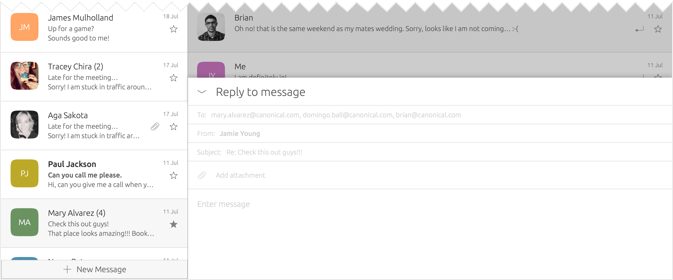 James Mulholland
18 Jul
JM
Up for a game?
Sounds good to me!
Tracey Chira (2)
17 Jul
Late for the meeting...
Sorry! I am stuck in traffic aroun...
Aga Sakota
17 Jul
Late for the meeting...
Sorry! I am stuck in traffic ar...
Paul Jackson
11 Jul
PJ
Can you call me please.
Hi, can you give me a call when y...
Mary Alvarez (4)
11 Jul
MA
Check this out guys!
That place looks amazing!!! Book...
11 Jul
+ New Message
Brian
11 Jul
Oh no! that is the same weekend as my mates wedding. Sorry, looks like I am not coming... :-(
Me
11 Jul
Reply to message
To: mary.alvarez@canonical.com, domingo.ball@canonical.com, brian@canonical.com
From: Jamie Young
Subject: Re: Check this out guys!!!
Add attachment
Enter message